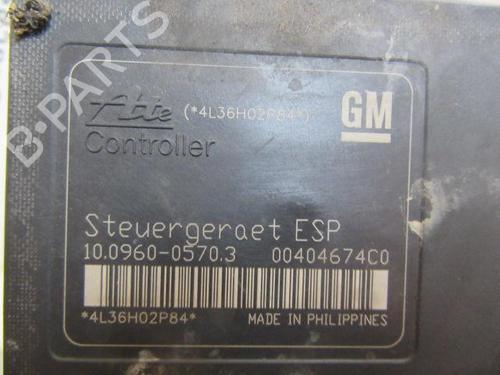 Ate (*4L36H02P84*) GM
Controller
Steuergeraet ESP
10.0960-0570.3 00404674C0
*4L36H02P84* MADE IN PHILIPPINES
B-PARTS